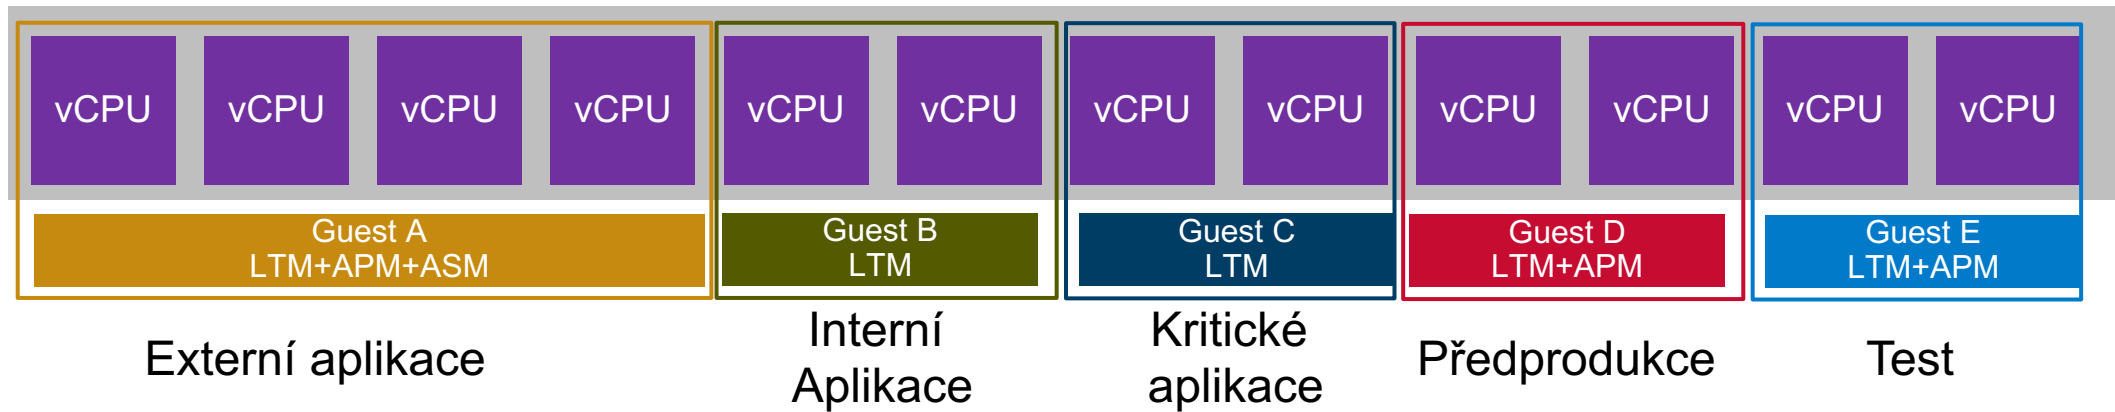 vCPU vCPU vCPU vCPU vCPU vCPU vCPU vCPU vCPU vCPU vCPU vCPU
Guest A
LTM+APM+ASM
Guest B
LTM
Guest C
LTM
Guest D
LTM+APM
Guest E
LTM+APM
Externí aplikace
Interní
Aplikace
Kritické
aplikace
Předprodukce
Test